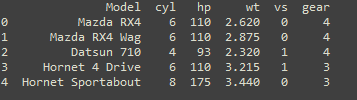 Model cyl hp wt vs gear
0 Mazda RX4 6 110 2.620 0 4
1 Mazda RX4 Wag 6 110 2.875 0 4
2 Datsun 710 4 93 2.320 1 4
3 Hornet 4 Drive 6 110 3.215 1 3
4 Hornet Sportabout 8 175 3.440 0 3